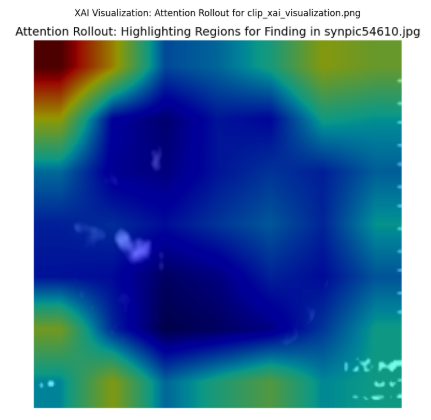 XAI Visualization: Attention Rollout for clip_xai_visualization.png
Attention Rollout: Highlighting Regions for Finding in synpic54610.jpg